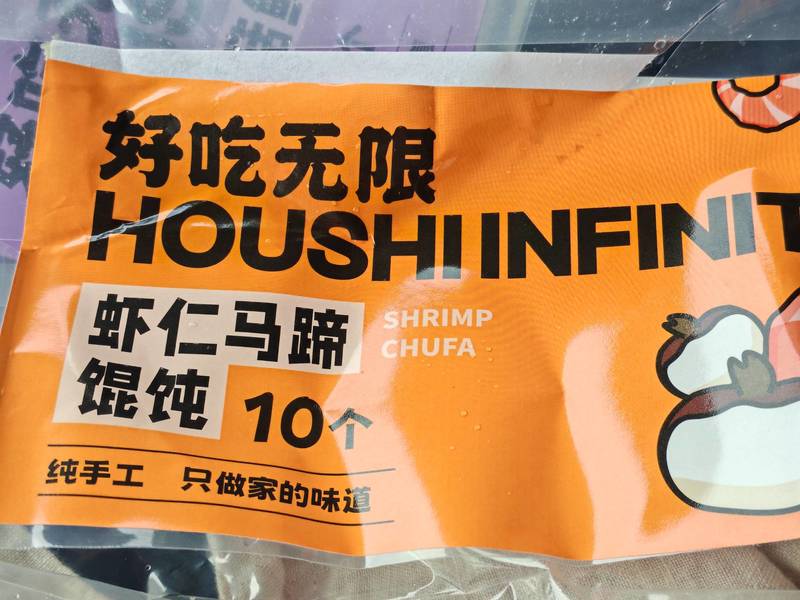 好吃无限
HOUSHI INFINIT
虾仁马蹄
馄饨 10个
SHRIMP
CHUFA
纯手工 只做家的味道